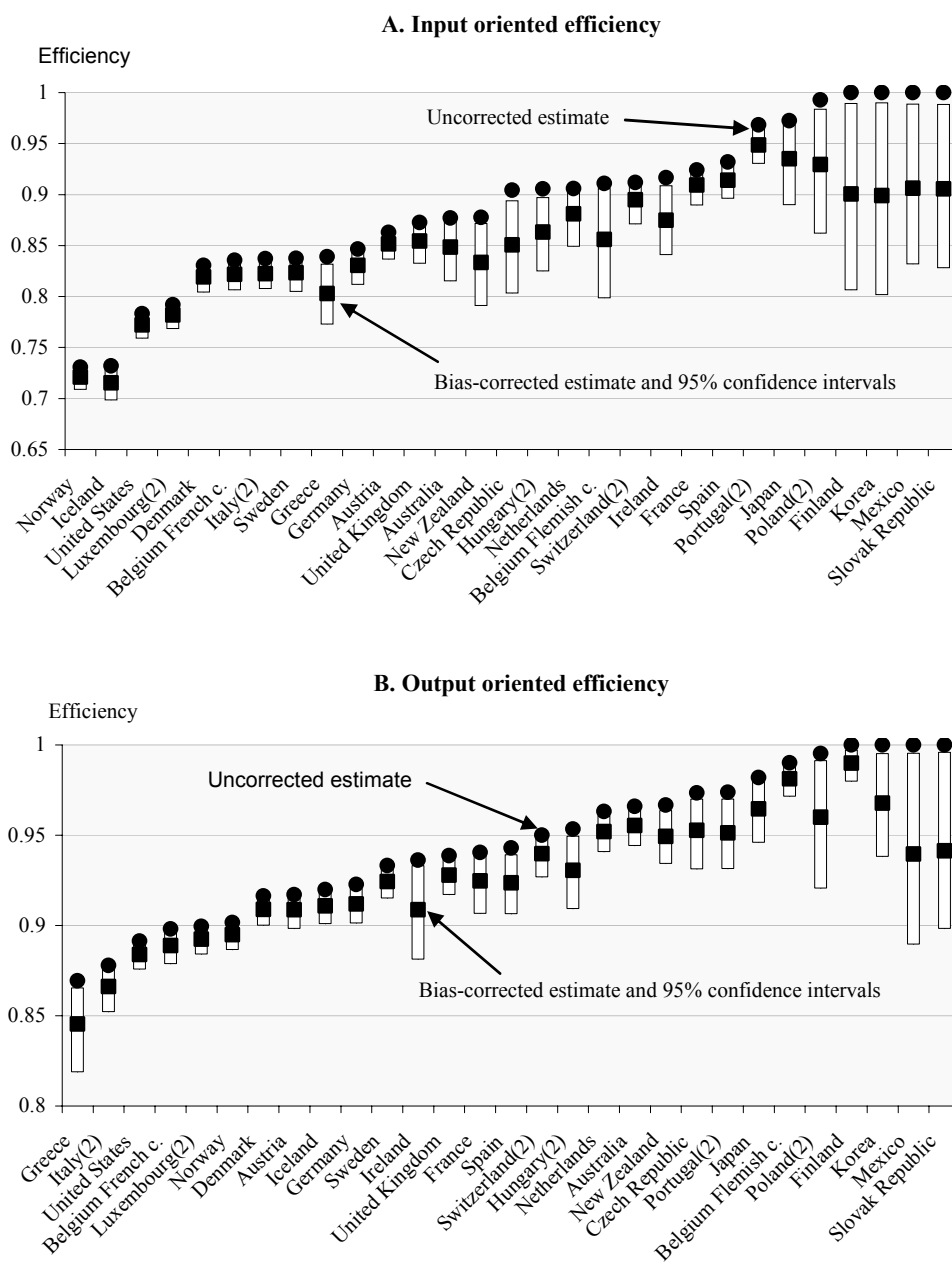 A. Input oriented efficiency
Efficiency
1
0.95
0.9
0.85
0.8
0.75
0.7
0.65
Uncorrected estimate
Bias-corrected estimate and 95% confidence intervals
Norway
Iceland
United States
Luxembourg(2)
Denmark
Belgium French c.
Italy(2)
Sweden
Greece
Germany
Austria
United Kingdom
Australia
New Zealand
Czech Republic
Hungary(2)
Netherlands
Belgium Flemish c.
Switzerland(2)
Ireland
France
Spain
Portugal(2)
Japan
Poland(2)
Finland
Korea
Mexico
Slovak Republic
B. Output oriented efficiency
Efficiency
1
0.95
0.9
0.85
0.8
Uncorrected estimate
Bias-corrected estimate and 95% confidence intervals
Greece
Italy(2)
United States
Belgium French c.
Luxembourg(2)
Norway
Denmark
Austria
Iceland
Germany
Sweden
Ireland
United Kingdom
France
Spain
Switzerland(2)
Hungary(2)
Netherlands
Australia
New Zealand
Czech Republic
Portugal(2)
Japan
Belgium Flemish c.
Poland(2)
Finland
Korea
Mexico
Slovak Republic